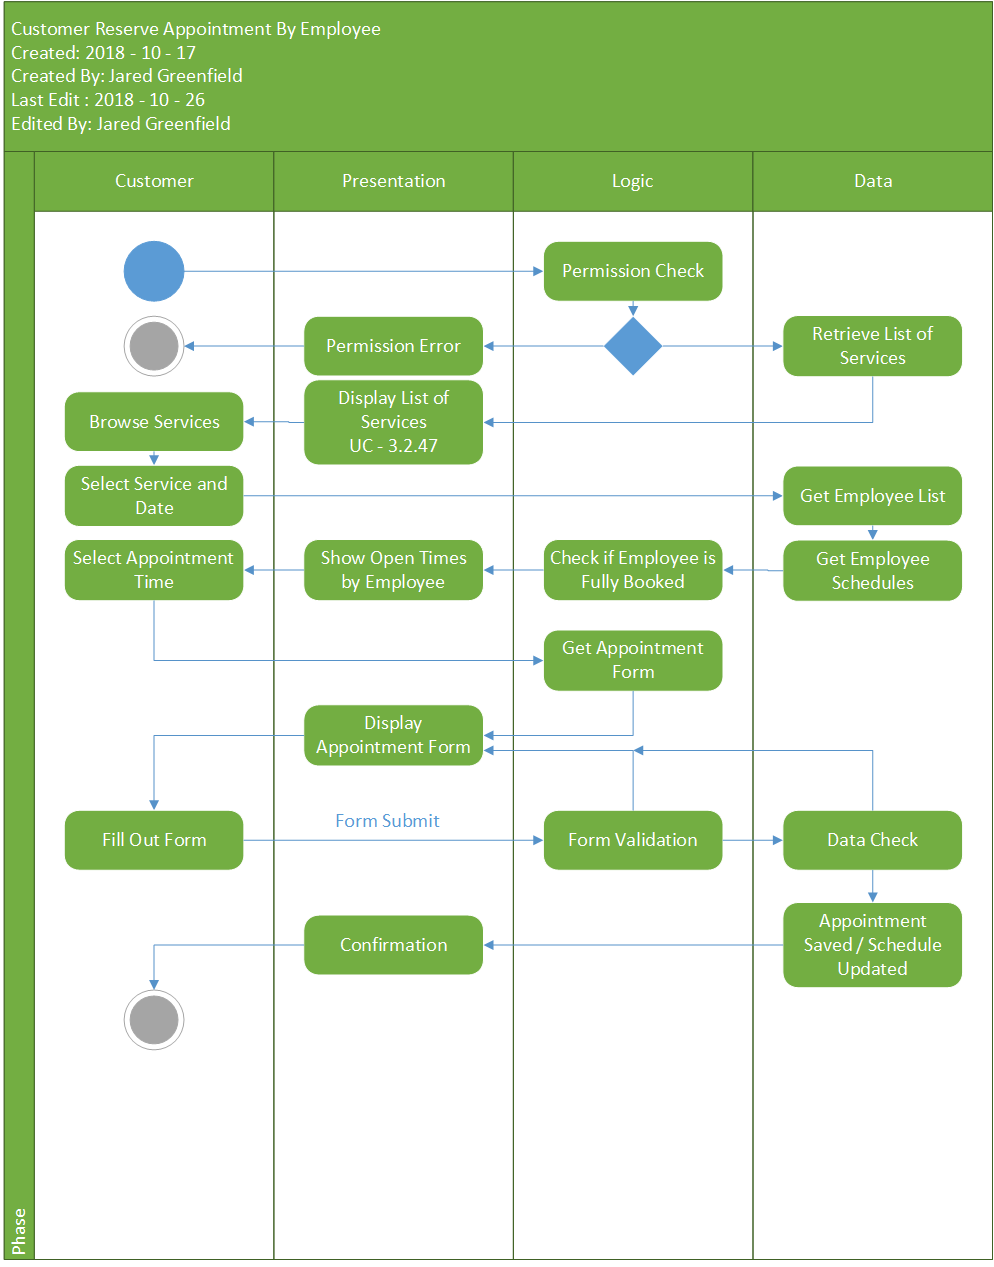 Customer Reserve Appointment By Employee
Created: 2018 - 10 - 17
Created By: Jared Greenfield
Last Edit : 2018 - 10 - 26
Edited By: Jared Greenfield
Customer
Presentation
Logic
Data
Permission Check
Permission Error
Retrieve List of
Services
Display List of
Services
UC - 3.2.47
Browse Services
Select Service and
Date
Get Employee List
Select Appointment
Time
Show Open Times
by Employee
Check if Employee is
Fully Booked
Get Employee
Schedules
Get Appointment
Form
Display
Appointment Form
Fill Out Form
Form Submit
Form Validation
Data Check
Confirmation
Appointment
Saved / Schedule
Updated
Phase